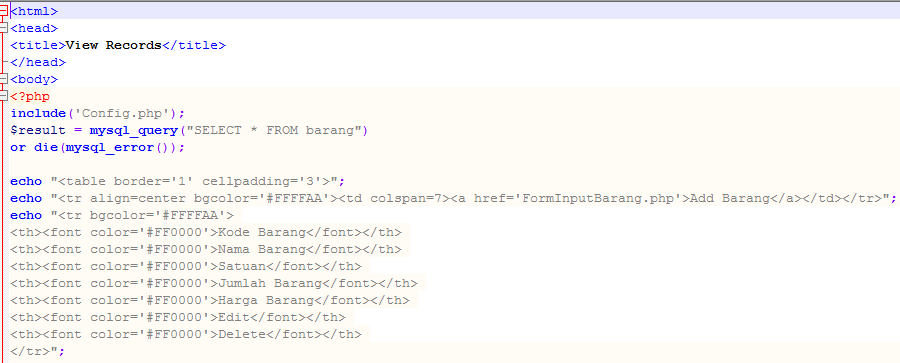 <html>
<head>
<title>View Records</title>
</head>
<body>
<?php
include('Config.php');
$result = mysql_query("SELECT * FROM barang")
or die(mysql_error());
echo "<table border='1' cellpadding='3'>";
echo "<tr align=center bgcolor='#FFFFAA'><td colspan=7><a href='FormInputBarang.php'>Add Barang</a></td></tr>";
echo "<tr bgcolor='#FFFFAA'>
<th><font color='#FF0000'>Kode Barang</font></th>
<th><font color='#FF0000'>Nama Barang</font></th>
<th><font color='#FF0000'>Satuan</font></th>
<th><font color='#FF0000'>Jumlah Barang</font></th>
<th><font color='#FF0000'>Harga Barang</font></th>
<th><font color='#FF0000'>Edit</font></th>
<th><font color='#FF0000'>Delete</font></th>
</tr>";